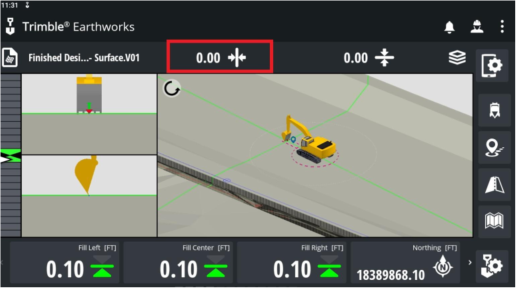 11:31
Trimble® Earthworks
Finished Desi...- Surface.V01
0.00
0.00
Fill Left [FT]
0.10
Fill Center [FT]
0.10
Fill Right [FT]
0.10
Northing [FT]
18389868.10
N